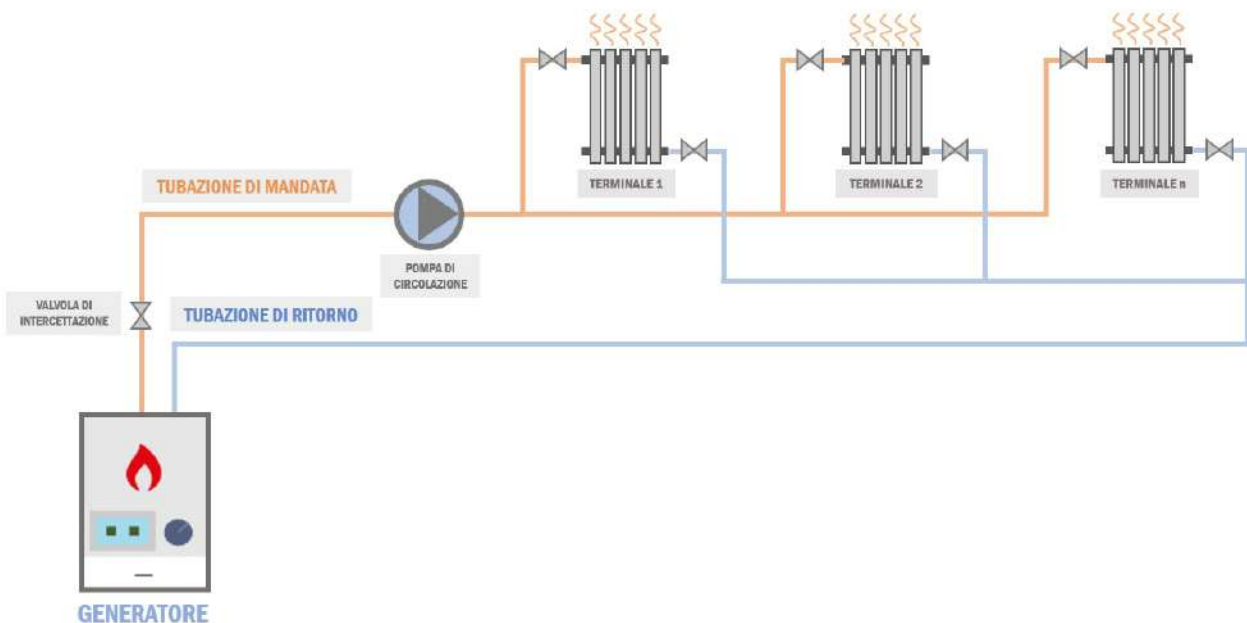 TERMINALE 1
TERMINALE 2
TERMINALE n
TUBAZIONE DI MANDATA
POMPA DI
CIRCOLAZIONE
VALVOLA DI
INTERCETTAZIONE
TUBAZIONE DI RITORNO
GENERATORE